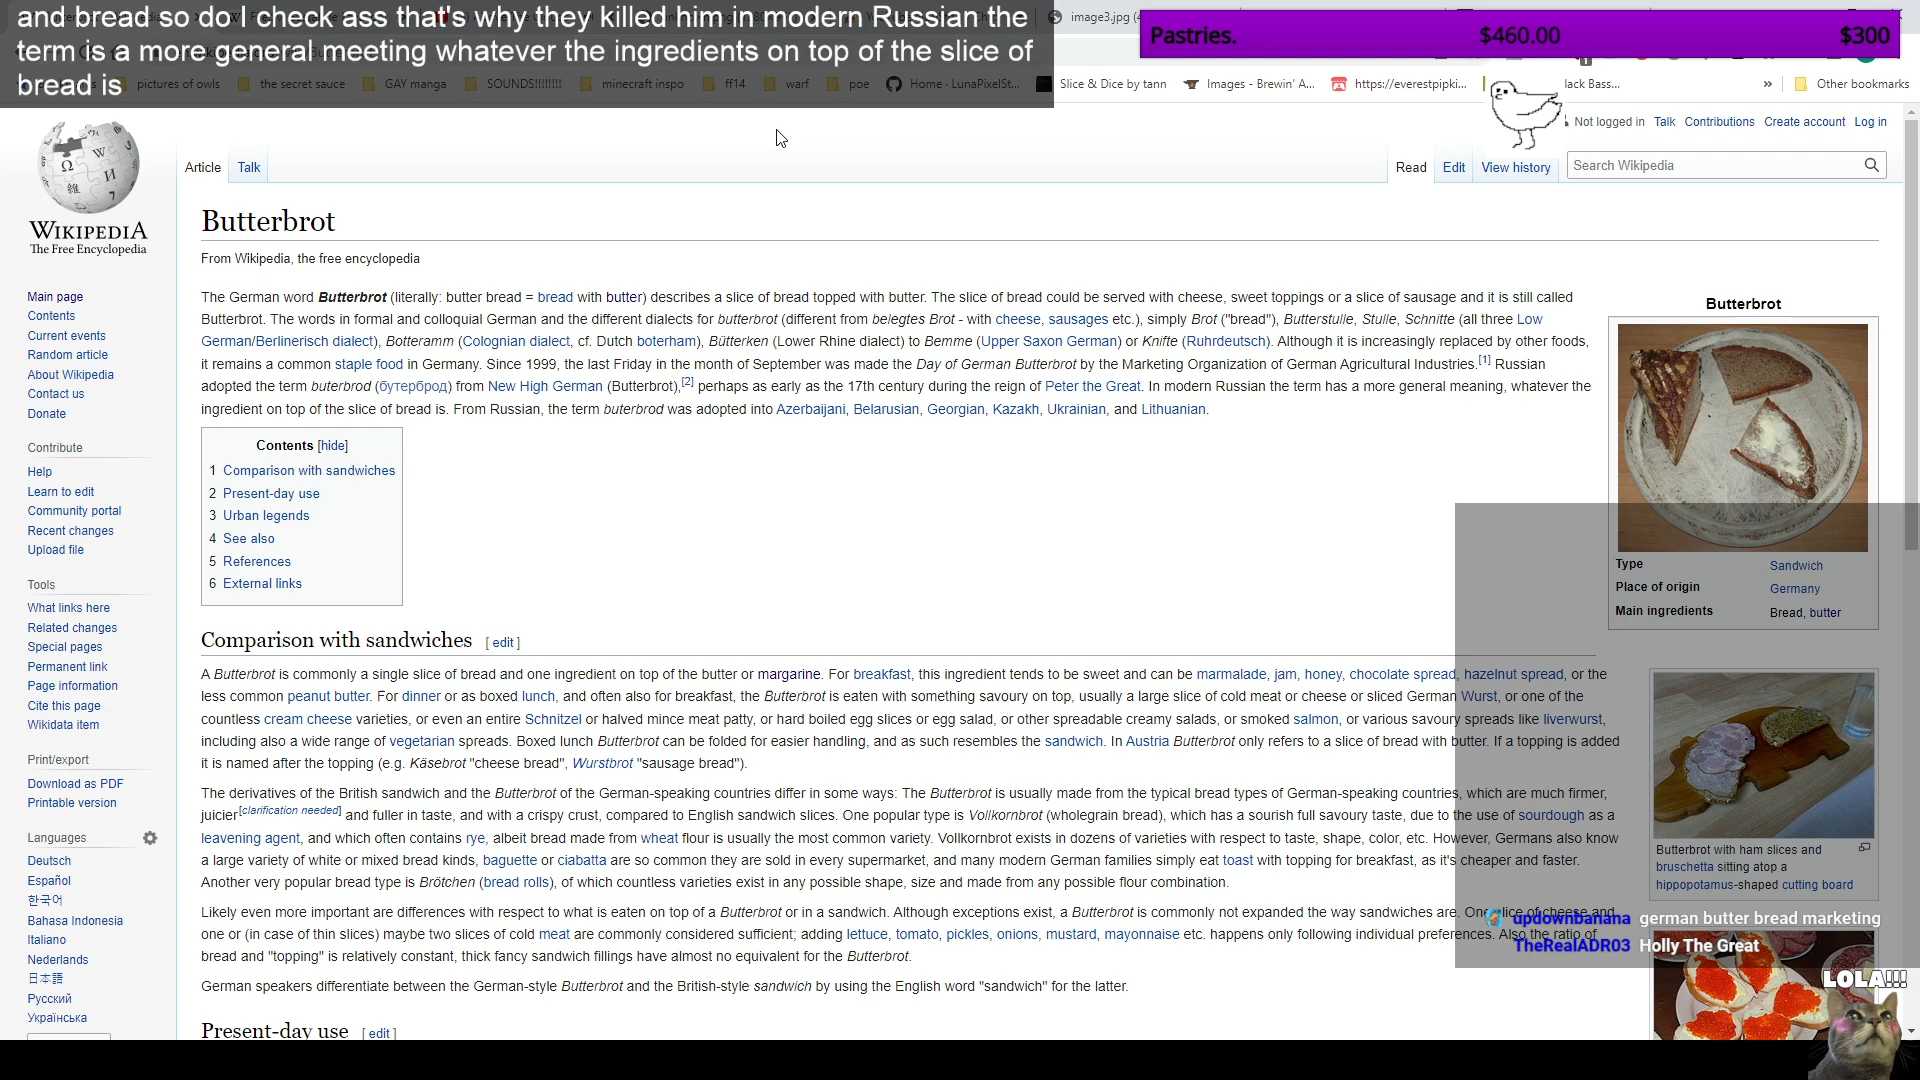 and bread so do I check ass that's why they killed him in modern Russian the
term is a more general meeting whatever the ingredients on top of the slice of
bread is
image3.jpg (4
Pastries. $460.00 $300
pictures of owls the secret sauce GAY manga SOUNDS!!!!!!!! minecraft inspo ff14 warf poe Home · LunaPixelSt... Slice & Dice by tann Images - Brewin' A... https://everestpipki... lack Bass... » Other bookmarks
Not logged in Talk Contributions Create account Log in
Article Talk Read Edit View history Search Wikipedia
WIKIPEDIA
The Free Encyclopedia
Main page
Contents
Current events
Random article
About Wikipedia
Contact us
Donate
Contribute
Help
Learn to edit
Community portal
Recent changes
Upload file
Tools
What links here
Related changes
Special pages
Permanent link
Page information
Cite this page
Wikidata item
Print/export
Download as PDF
Printable version
Languages
Deutsch
Español
한국어
Bahasa Indonesia
Italiano
Nederlands
日本語
Русский
Українська
Butterbrot
From Wikipedia, the free encyclopedia
The German word Butterbrot (literally: butter bread = bread with butter) describes a slice of bread topped with butter. The slice of bread could be served with cheese, sweet toppings or a slice of sausage and it is still called
Butterbrot. The words in formal and colloquial German and the different dialects for butterbrot (different from belegtes Brot - with cheese, sausages etc.), simply Brot ("bread"), Butterstulle, Stulle, Schnitte (all three Low
German/Berlinerisch dialect), Botteramm (Colognian dialect, cf. Dutch boterham), Bütterken (Lower Rhine dialect) to Bemme (Upper Saxon German) or Knifte (Ruhrdeutsch). Although it is increasingly replaced by other foods,
it remains a common staple food in Germany. Since 1999, the last Friday in the month of September was made the Day of German Butterbrot by the Marketing Organization of German Agricultural Industries.[1] Russian
adopted the term buterbrod (бутерброд) from New High German (Butterbrot),[2] perhaps as early as the 17th century during the reign of Peter the Great. In modern Russian the term has a more general meaning, whatever the
ingredient on top of the slice of bread is. From Russian, the term buterbrod was adopted into Azerbaijani, Belarusian, Georgian, Kazakh, Ukrainian, and Lithuanian.
Contents [hide]
1 Comparison with sandwiches
2 Present-day use
3 Urban legends
4 See also
5 References
6 External links
Butterbrot
Type Sandwich
Place of origin Germany
Main ingredients Bread, butter
Comparison with sandwiches [ edit ]
A Butterbrot is commonly a single slice of bread and one ingredient on top of the butter or margarine. For breakfast, this ingredient tends to be sweet and can be marmalade, jam, honey, chocolate spread, hazelnut spread, or the
less common peanut butter. For dinner or as boxed lunch, and often also for breakfast, the Butterbrot is eaten with something savoury on top, usually a large slice of cold meat or cheese or sliced German Wurst, or one of the
countless cream cheese varieties, or even an entire Schnitzel or halved mince meat patty, or hard boiled egg slices or egg salad, or other spreadable creamy salads, or smoked salmon, or various savoury spreads like liverwurst,
including also a wide range of vegetarian spreads. Boxed lunch Butterbrot can be folded for easier handling, and as such resembles the sandwich. In Austria Butterbrot only refers to a slice of bread with butter. If a topping is added
it is named after the topping (e.g. Käsebrot "cheese bread", Wurstbrot "sausage bread").
The derivatives of the British sandwich and the Butterbrot of the German-speaking countries differ in some ways: The Butterbrot is usually made from the typical bread types of German-speaking countries, which are much firmer,
juicier[clarification needed] and fuller in taste, and with a crispy crust, compared to English sandwich slices. One popular type is Vollkornbrot (wholegrain bread), which has a sourish full savoury taste, due to the use of sourdough as a
leavening agent, and which often contains rye, albeit bread made from wheat flour is usually the most common variety. Vollkornbrot exists in dozens of varieties with respect to taste, shape, color, etc. However, Germans also know
a large variety of white or mixed bread kinds, baguette or ciabatta are so common they are sold in every supermarket, and many modern German families simply eat toast with topping for breakfast, as it's cheaper and faster.
Another very popular bread type is Brötchen (bread rolls), of which countless varieties exist in any possible shape, size and made from any possible flour combination.
Likely even more important are differences with respect to what is eaten on top of a Butterbrot or in a sandwich. Although exceptions exist, a Butterbrot is commonly not expanded the way sandwiches are. One slice of cheese and
one or (in case of thin slices) maybe two slices of cold meat are commonly considered sufficient; adding lettuce, tomato, pickles, onions, mustard, mayonnaise etc. happens only following individual preferences. Also the ratio of
bread and "topping" is relatively constant, thick fancy sandwich fillings have almost no equivalent for the Butterbrot.
German speakers differentiate between the German-style Butterbrot and the British-style sandwich by using the English word "sandwich" for the latter.
Present-day use [ edit ]
Butterbrot with ham slices and
bruschetta sitting atop a
hippopotamus-shaped cutting board
updownbanana german butter bread marketing
TheRealADR03 Holly The Great
LOLA!!!